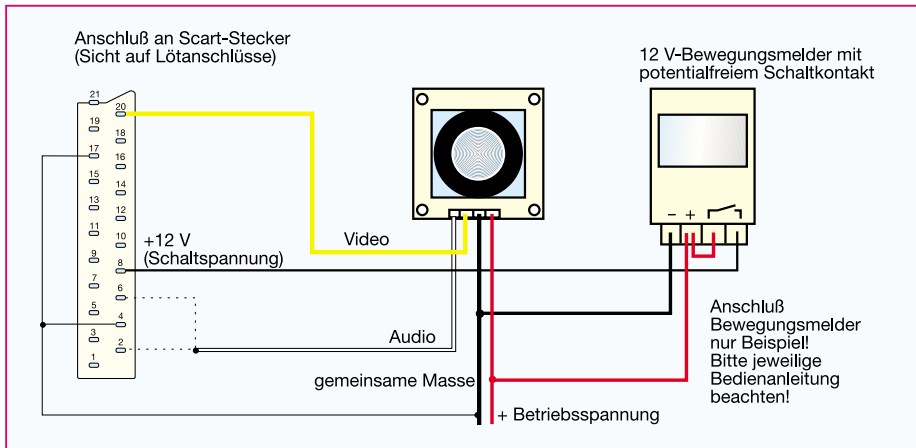 Anschluß an Scart-Stecker
(Sicht auf Lötanschlüsse)
12 V-Bewegungsmelder mit
potentialfreiem Schaltkontakt
21
20
19
18
17
16
15
14
13
12
11
10
9
8
7
6
5
4
3
2
1
+12 V
(Schaltspannung)
Video
Audio
gemeinsame Masse
+ Betriebsspannung
− +
Anschluß
Bewegungsmelder
nur Beispiel!
Bitte jeweilige
Bedienanleitung
beachten!